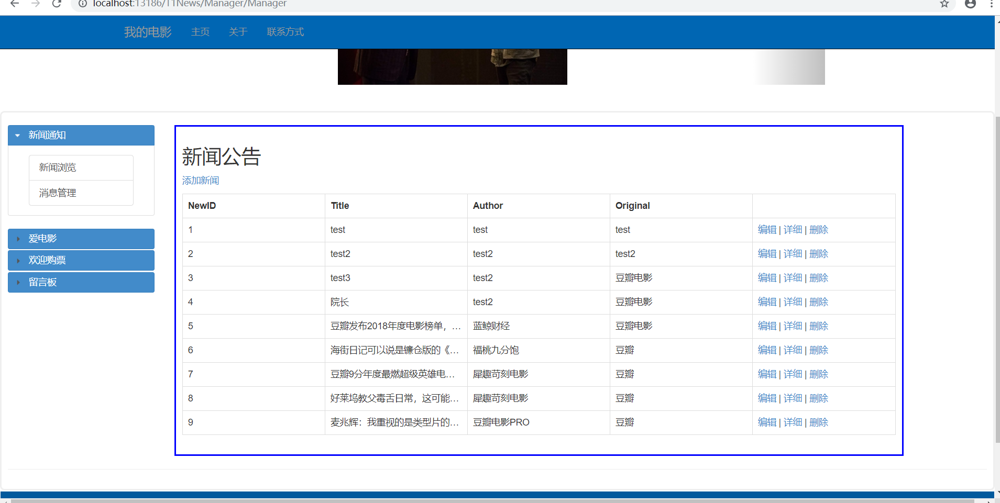 localhost:13186/T1News/Manager/Manager
我的电影 主页 关于 联系方式
新闻通知
新闻浏览
消息管理
爱电影
欢迎购票
留言板
新闻公告
添加新闻
NewID Title Author Original
1 test test test 编辑 | 详细 | 删除
2 test2 test2 test2 编辑 | 详细 | 删除
3 test3 test2 豆瓣电影 编辑 | 详细 | 删除
4 院长 test2 豆瓣电影 编辑 | 详细 | 删除
5 豆瓣发布2018年度电影榜单，… 蓝鲸财经 豆瓣电影 编辑 | 详细 | 删除
6 海街日记可以说是镰仓版的《… 福桃九分饱 豆瓣 编辑 | 详细 | 删除
7 豆瓣9分年度最燃超级英雄电… 犀趣苛刻电影 豆瓣 编辑 | 详细 | 删除
8 好莱坞教父毒舌日常，这可能… 犀趣苛刻电影 豆瓣 编辑 | 详细 | 删除
9 麦兆辉：我重视的是类型片的… 豆瓣电影PRO 豆瓣 编辑 | 详细 | 删除